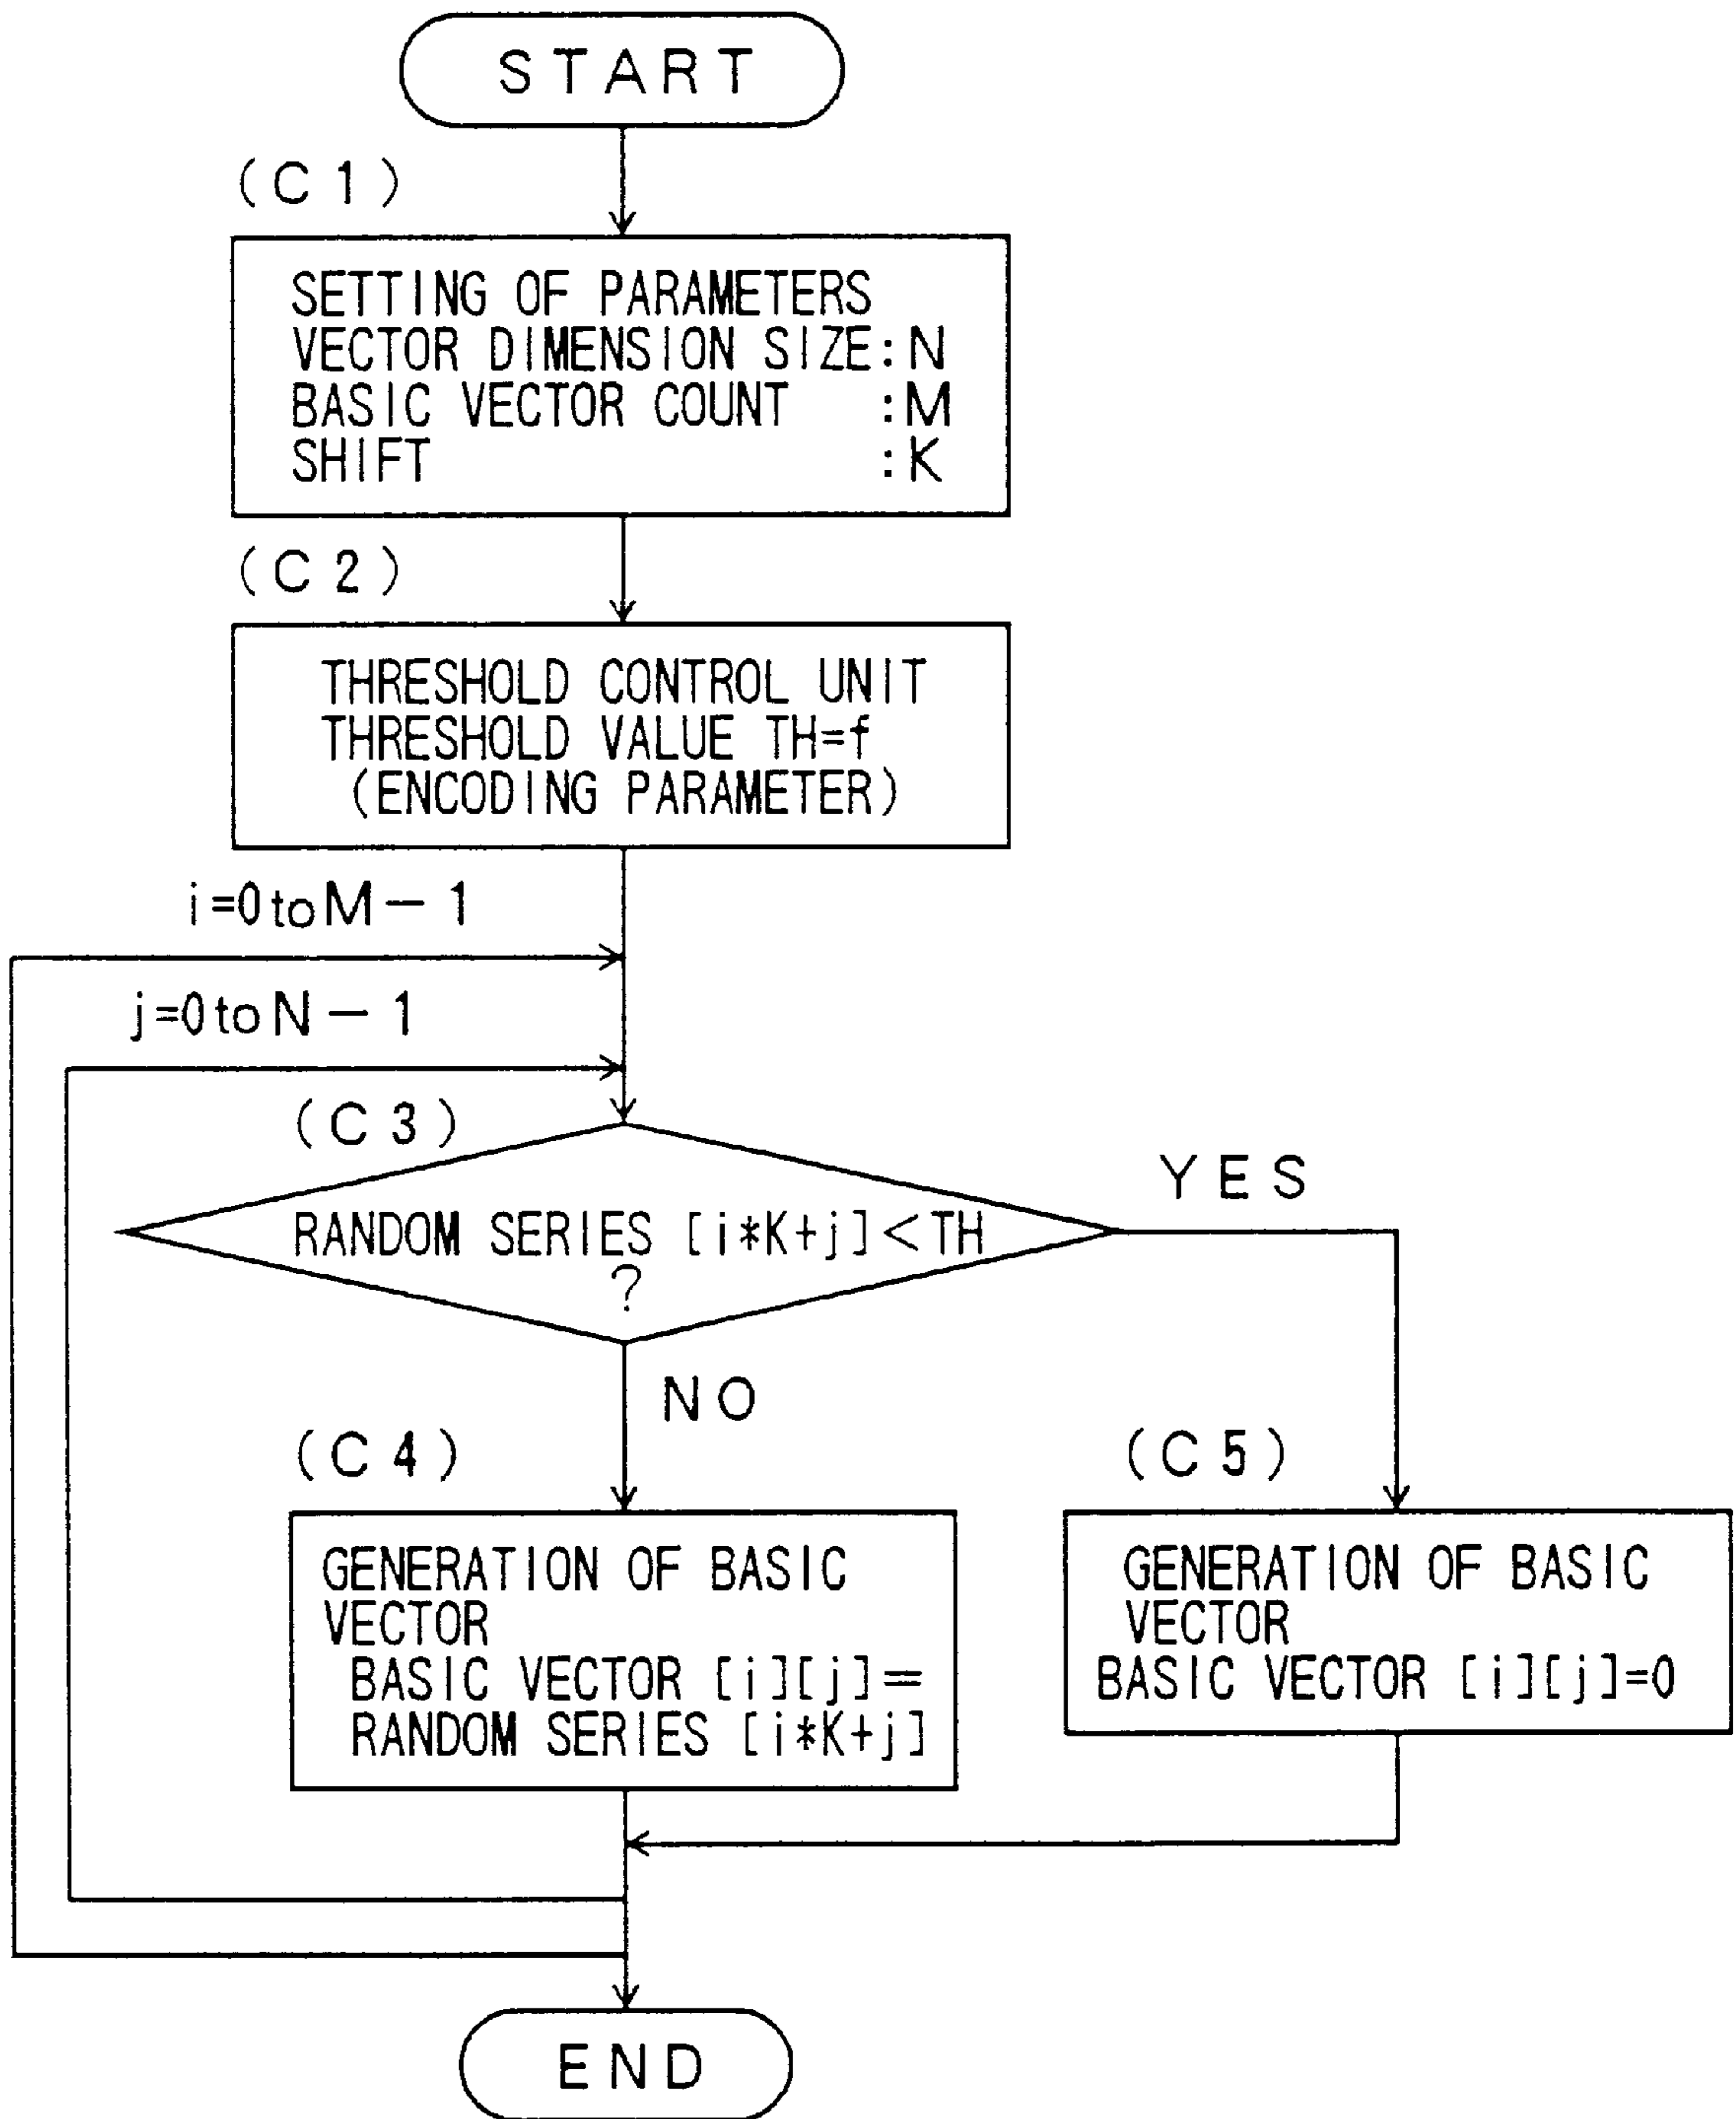 START
(C1)
SETTING OF PARAMETERS
VECTOR DIMENSION SIZE:N
BASIC VECTOR COUNT :M
SHIFT :K
(C2)
THRESHOLD CONTROL UNIT
THRESHOLD VALUE TH=f
(ENCODING PARAMETER)
i=0toM-1
j=0toN-1
(C3)
YES
RANDOM SERIES [i*K+j]<TH
?
NO
(C4)
GENERATION OF BASIC
VECTOR
BASIC VECTOR [i][j]=
RANDOM SERIES [i*K+j]
(C5)
GENERATION OF BASIC
VECTOR
BASIC VECTOR [i][j]=0
END